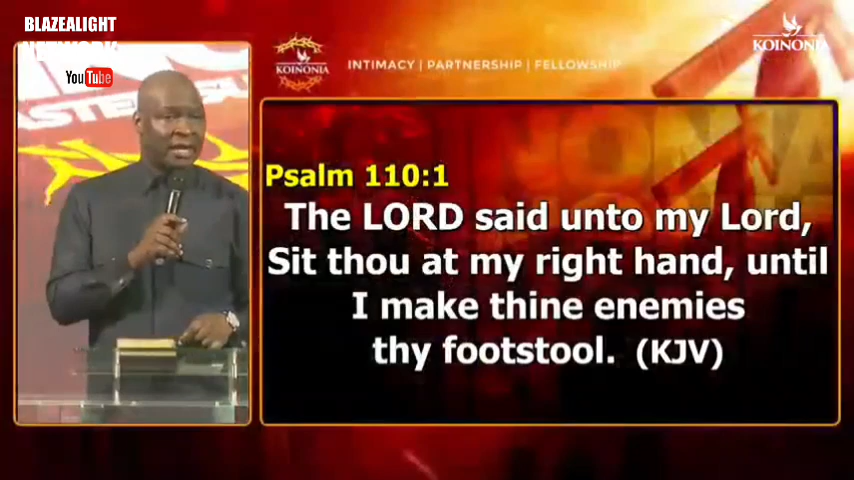 BLAZEALIGHT
NETWORK
YouTube
KOINONIA
INTIMACY | PARTNERSHIP | FELLOWSHIP
KOINONIA
Psalm 110:1
The LORD said unto my Lord,
Sit thou at my right hand, until
I make thine enemies
thy footstool. (KJV)